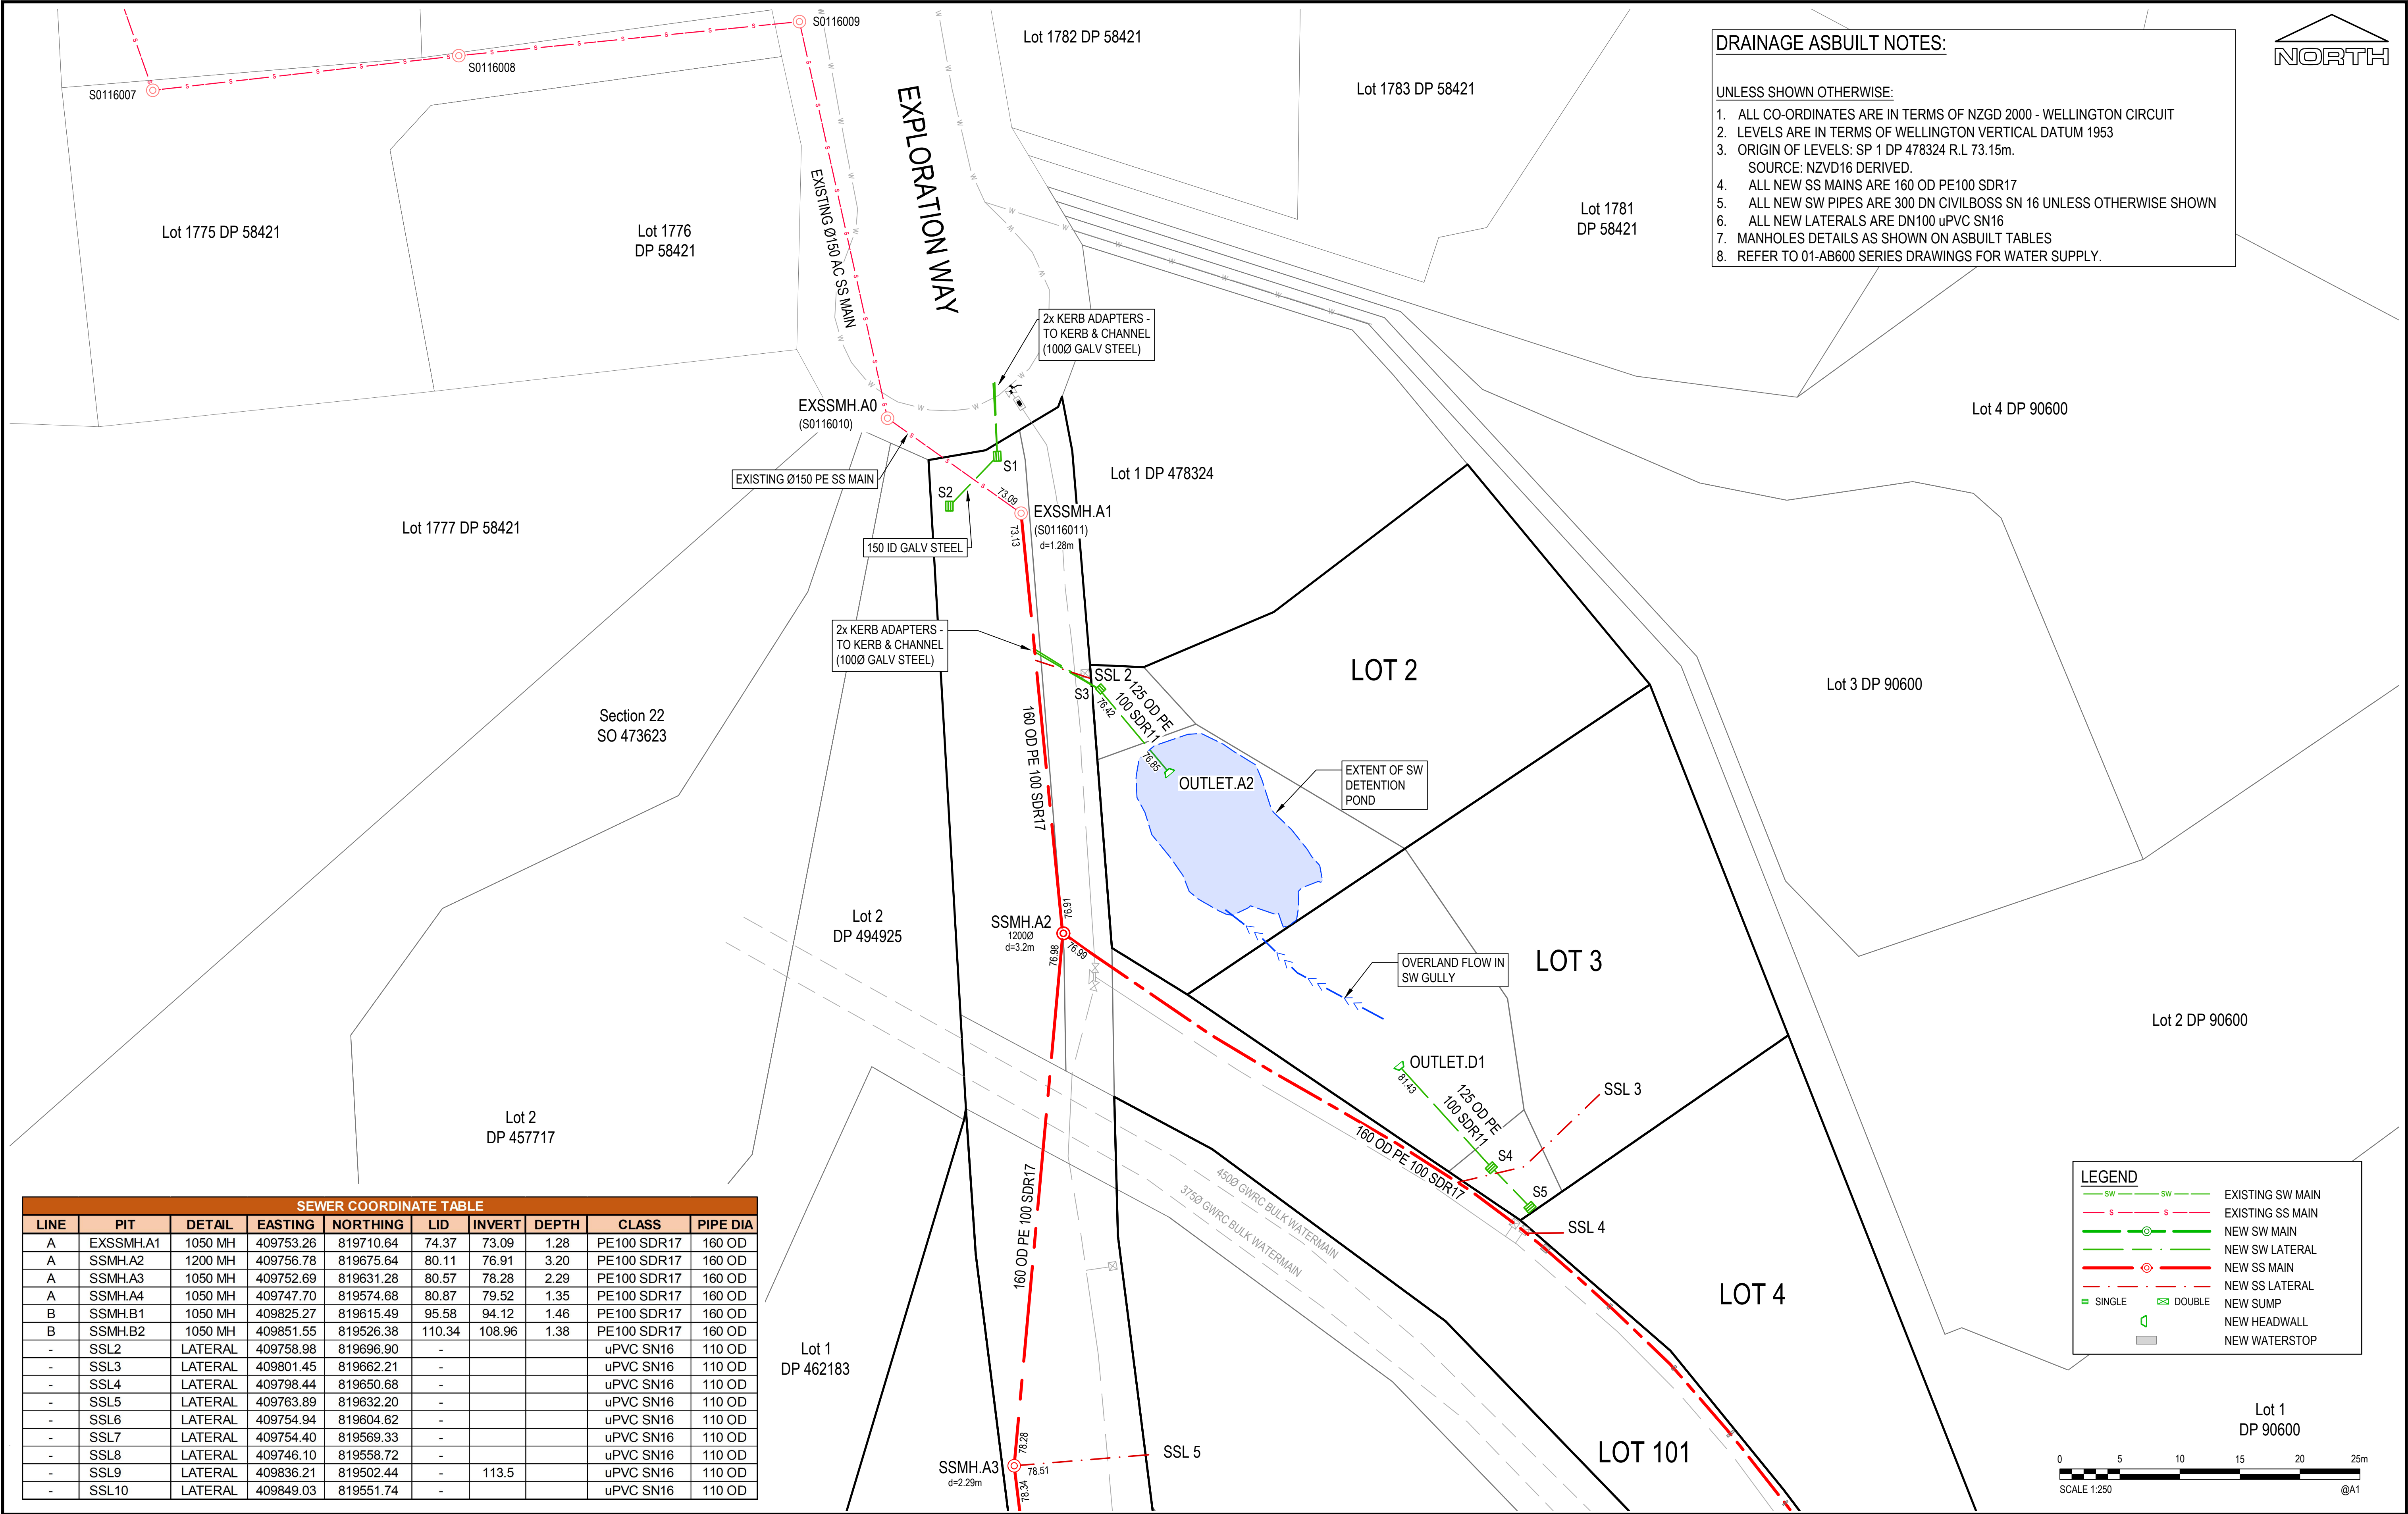 S0116007
S0116008
S0116009
Lot 1782 DP 58421
Lot 1783 DP 58421
Lot 1781
DP 58421
DRAINAGE ASBUILT NOTES:
UNLESS SHOWN OTHERWISE:
1. ALL CO-ORDINATES ARE IN TERMS OF NZGD 2000 - WELLINGTON CIRCUIT
2. LEVELS ARE IN TERMS OF WELLINGTON VERTICAL DATUM 1953
3. ORIGIN OF LEVELS: SP 1 DP 478324 R.L 73.15m.
SOURCE: NZVD16 DERIVED.
4. ALL NEW SS MAINS ARE 160 OD PE100 SDR17
5. ALL NEW SW PIPES ARE 300 DN CIVILBOSS SN 16 UNLESS OTHERWISE SHOWN
6. ALL NEW LATERALS ARE DN100 uPVC SN16
7. MANHOLES DETAILS AS SHOWN ON ASBUILT TABLES
8. REFER TO 01-AB600 SERIES DRAWINGS FOR WATER SUPPLY.
NORTH
Lot 1775 DP 58421
Lot 1776
DP 58421
EXISTING Ø150 AC SS MAIN
EXPLORATION WAY
2x KERB ADAPTERS -
TO KERB & CHANNEL
(100Ø GALV STEEL)
EXSSMH.A0
(S0116010)
EXISTING Ø150 PE SS MAIN
S1
S2
73.09
EXSSMH.A1
(S0116011)
d=1.28m
73.13
150 ID GALV STEEL
Lot 1 DP 478324
Lot 4 DP 90600
Lot 1777 DP 58421
2x KERB ADAPTERS -
TO KERB & CHANNEL
(100Ø GALV STEEL)
SSL 2
S3
76.42
125 OD PE
100 SDR11
76.85
OUTLET.A2
LOT 2
Lot 3 DP 90600
Section 22
SO 473623
160 OD PE 100 SDR17
EXTENT OF SW
DETENTION
POND
Lot 2
DP 494925
SSMH.A2
1200Ø
d=3.2m
76.91
76.98
76.99
OVERLAND FLOW IN
SW GULLY
LOT 3
Lot 2 DP 90600
OUTLET.D1
81.43
125 OD PE
100 SDR11
SSL 3
S4
S5
SSL 4
160 OD PE 100 SDR17
Lot 2
DP 457717
160 OD PE 100 SDR17
450Ø GWRC BULK WATERMAIN
375Ø GWRC BULK WATERMAIN
LOT 4
Lot 1
DP 462183
LOT 101
SSMH.A3
d=2.29m
78.28
78.51
78.34
SSL 5
Lot 1
DP 90600
SEWER COORDINATE TABLE
LINE PIT DETAIL EASTING NORTHING LID INVERT DEPTH CLASS PIPE DIA
A EXSSMH.A1 1050 MH 409753.26 819710.64 74.37 73.09 1.28 PE100 SDR17 160 OD
A SSMH.A2 1200 MH 409756.78 819675.64 80.11 76.91 3.20 PE100 SDR17 160 OD
A SSMH.A3 1050 MH 409752.69 819631.28 80.57 78.28 2.29 PE100 SDR17 160 OD
A SSMH.A4 1050 MH 409747.70 819574.68 80.87 79.52 1.35 PE100 SDR17 160 OD
B SSMH.B1 1050 MH 409825.27 819615.49 95.58 94.12 1.46 PE100 SDR17 160 OD
B SSMH.B2 1050 MH 409851.55 819526.38 110.34 108.96 1.38 PE100 SDR17 160 OD
- SSL2 LATERAL 409758.98 819696.90 - uPVC SN16 110 OD
- SSL3 LATERAL 409801.45 819662.21 - uPVC SN16 110 OD
- SSL4 LATERAL 409798.44 819650.68 - uPVC SN16 110 OD
- SSL5 LATERAL 409763.89 819632.20 - uPVC SN16 110 OD
- SSL6 LATERAL 409754.94 819604.62 - uPVC SN16 110 OD
- SSL7 LATERAL 409754.40 819569.33 - uPVC SN16 110 OD
- SSL8 LATERAL 409746.10 819558.72 - uPVC SN16 110 OD
- SSL9 LATERAL 409836.21 819502.44 - 113.5 uPVC SN16 110 OD
- SSL10 LATERAL 409849.03 819551.74 - uPVC SN16 110 OD
LEGEND
SW SW EXISTING SW MAIN
S S EXISTING SS MAIN
NEW SW MAIN
NEW SW LATERAL
NEW SS MAIN
NEW SS LATERAL
SINGLE DOUBLE NEW SUMP
NEW HEADWALL
NEW WATERSTOP
0 5 10 15 20 25m
SCALE 1:250 @A1